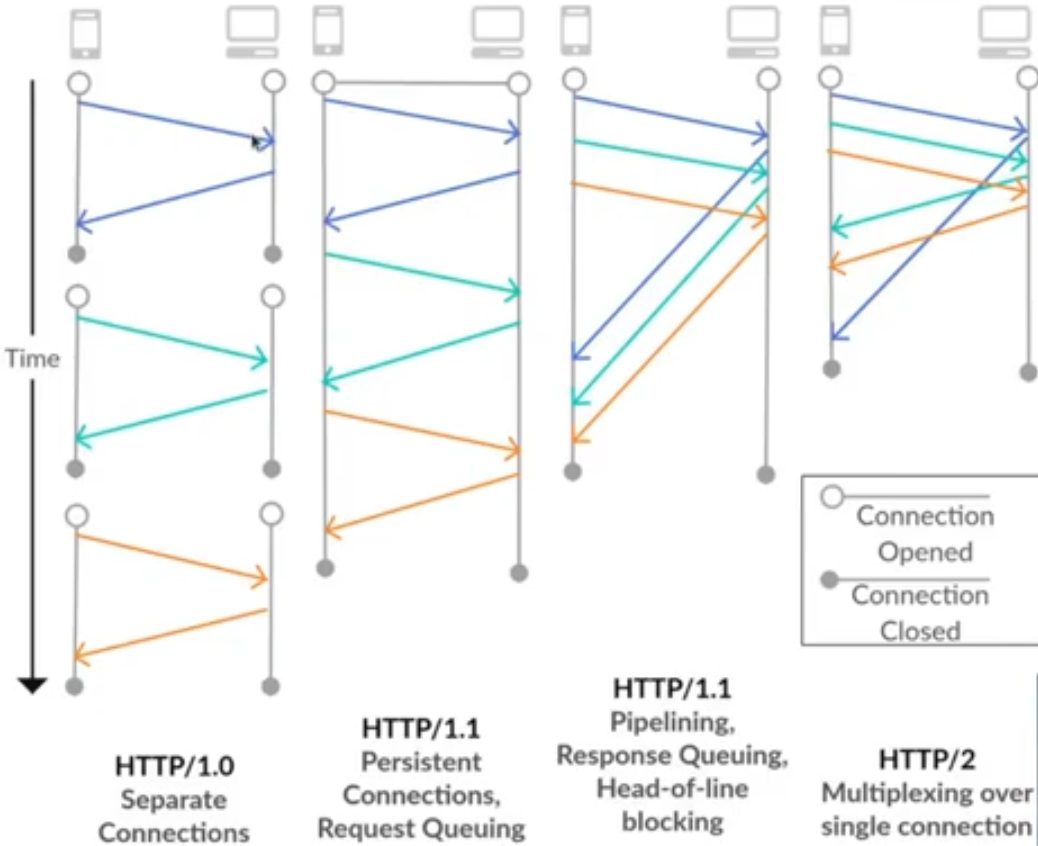 Time
Connection
Opened
Connection
Closed
HTTP/1.0
Separate
Connections
HTTP/1.1
Persistent
Connections,
Request Queuing
HTTP/1.1
Pipelining,
Response Queuing,
Head-of-line
blocking
HTTP/2
Multiplexing over
single connection